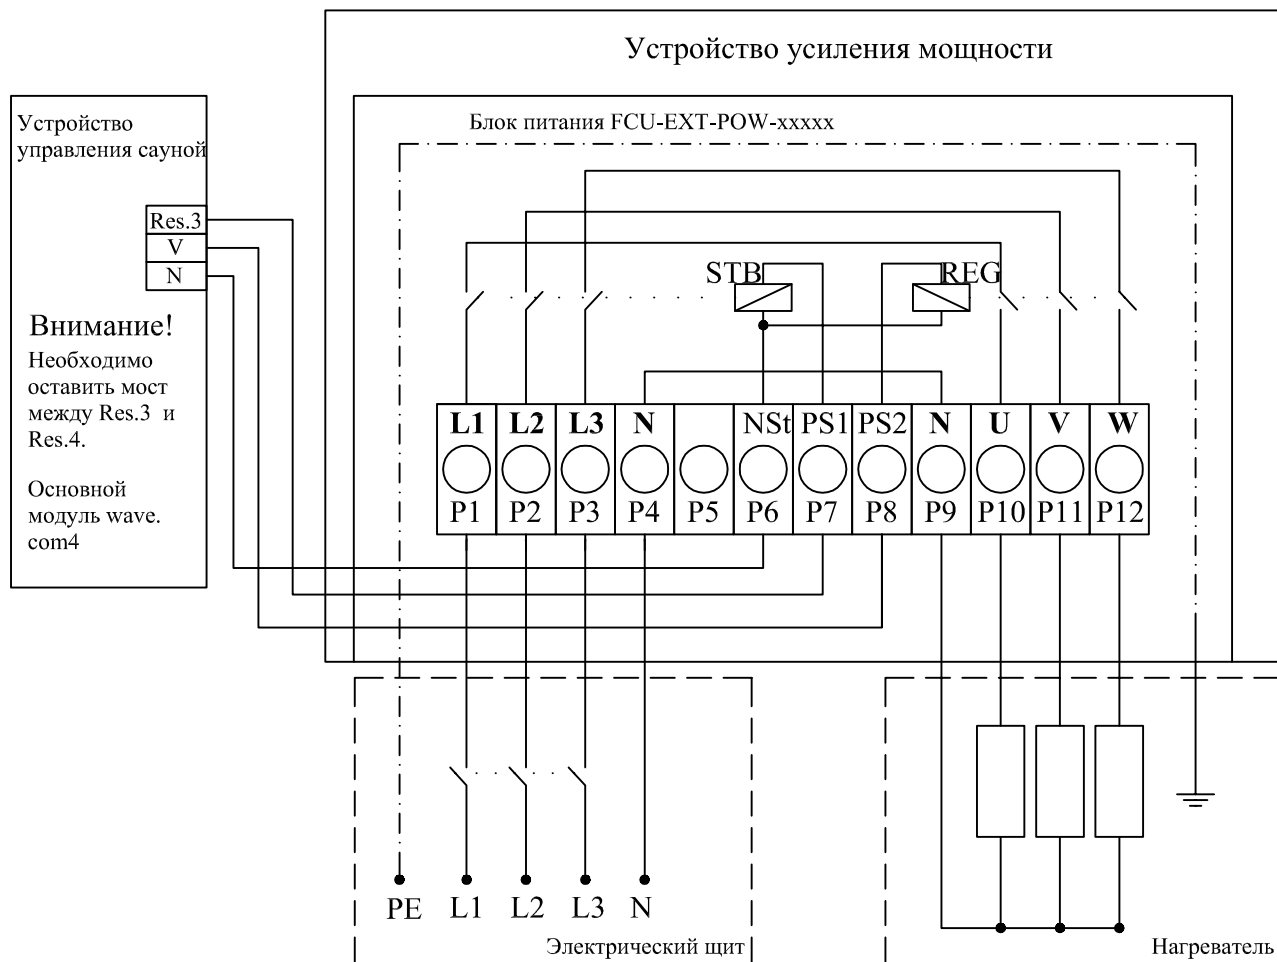 Устройство усиления мощности
Блок питания FCU-EXT-POW-xxxxx
Устройство
управления сауной
Res.3
V
N
Внимание!
Необходимо
оставить мост
между Res.3 и
Res.4.
Основной
модуль wave.
com4
STB
REG
L1 L2 L3 N NSt PS1 PS2 N U V W
P1 P2 P3 P4 P5 P6 P7 P8 P9 P10 P11 P12
PE L1 L2 L3 N
Электрический щит
Нагреватель